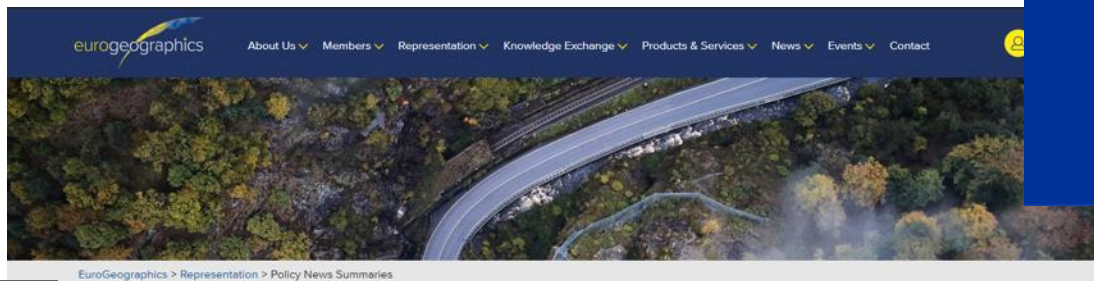 eurogeographics
About Us Members Representation Knowledge Exchange Products & Services News Events Contact
EuroGeographics > Representation > Policy News Summaries